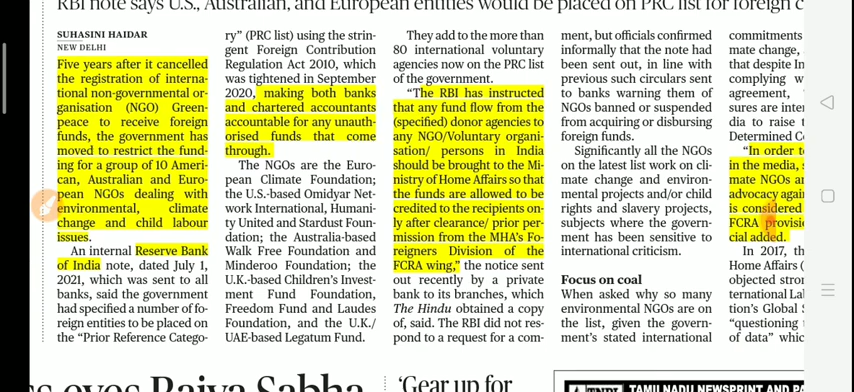 RBI note says U.S., Australian, and European entities would be placed on PRC list for foreign c
SUHASINI HAIDAR
NEW DELHI
Five years after it cancelled
the registration of interna-
tional non-governmental or-
ganisation (NGO) Green-
peace to receive foreign
funds, the government has
moved to restrict the fund-
ing for a group of 10 Ameri-
can, Australian and Euro-
pean NGOs dealing with
environmental, climate
change and child labour
issues.
An internal Reserve Bank
of India note, dated July 1,
2021, which was sent to all
banks, said the government
had specified a number of fo-
reign entities to be placed on
the “Prior Reference Catego-
ry” (PRC list) using the strin-
gent Foreign Contribution
Regulation Act 2010, which
was tightened in September
2020, making both banks
and chartered accountants
accountable for any unauth-
orised funds that come
through.
The NGOs are the Euro-
pean Climate Foundation;
the U.S.-based Omidyar Net-
work International, Humani-
ty United and Stardust Foun-
dation; the Australia-based
Walk Free Foundation and
Minderoo Foundation; the
U.K.-based Children’s Invest-
ment Fund Foundation,
Freedom Fund and Laudes
Foundation, and the U.K./
UAE-based Legatum Fund.
They add to the more than
80 international voluntary
agencies now on the PRC list
of the government.
“The RBI has instructed
that any fund flow from the
(specified) donor agencies to
any NGO/Voluntary organi-
sation/ persons in India
should be brought to the Mi-
nistry of Home Affairs so that
the funds are allowed to be
credited to the recipients on-
ly after clearance/ prior per-
mission from the MHA’s Fo-
reigners Division of the
FCRA wing,” the notice sent
out recently by a private
bank to its branches, which
The Hindu obtained a copy
of, said. The RBI did not res-
pond to a request for a com-
ment, but officials confirmed
informally that the note had
been sent out, in line with
previous such circulars sent
to banks warning them of
NGOs banned or suspended
from acquiring or disbursing
foreign funds.
Significantly all the NGOs
on the latest list work on cli-
mate change and environ-
mental projects and/or child
rights and slavery projects,
subjects where the govern-
ment has been sensitive to
international criticism.
Focus on coal
When asked why so many
environmental NGOs are on
the list, given the govern-
ment’s stated international
commitments
mate change,
that despite In
complying w
agreement,
sures are inter
dia to raise t
Determined Co
“In order to
in the media, s
mate NGOs ar
advocacy again
is considered
FCRA provisio
cial added.
In 2017, th
Home Affairs (
objected stron
ternational Lab
tion’s Global S
“questioning
of data” whic
ss eyes Rajya Sabha
‘Gear up for
TNPL TAMIL NADU NEWSPRINT AND PA